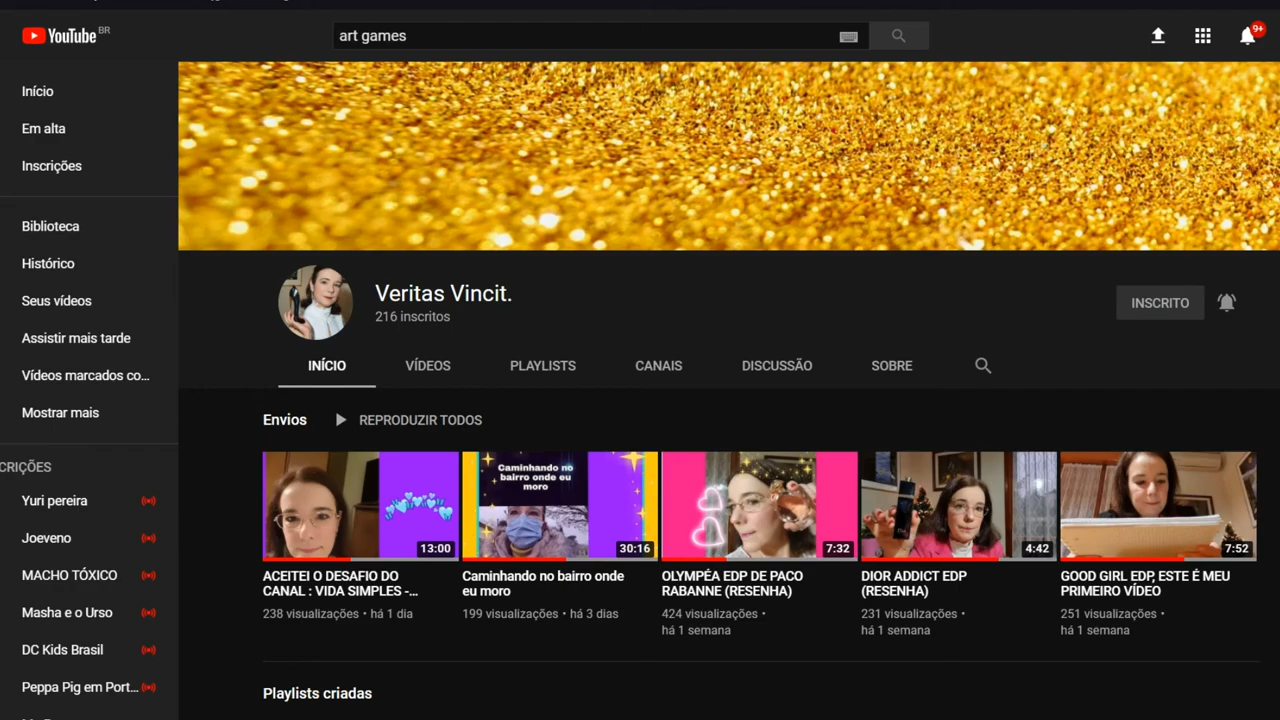 YouTube BR
art games
9+
Início
Em alta
Inscrições
Biblioteca
Histórico
Seus vídeos
Assistir mais tarde
Vídeos marcados co...
Mostrar mais
CRIÇÕES
Yuri pereira
Joeveno
MACHO TÓXICO
Masha e o Urso
DC Kids Brasil
Peppa Pig em Port...
Veritas Vincit.
216 inscritos
INSCRITO
INÍCIO
VÍDEOS
PLAYLISTS
CANAIS
DISCUSSÃO
SOBRE
Envios
REPRODUZIR TODOS
13:00
ACEITEI O DESAFIO DO
CANAL : VIDA SIMPLES -...
238 visualizações • há 1 dia
Caminhando no
bairro onde eu
moro
30:16
Caminhando no bairro onde
eu moro
199 visualizações • há 3 dias
7:32
OLYMPÉA EDP DE PACO
RABANNE (RESENHA)
424 visualizações •
há 1 semana
4:42
DIOR ADDICT EDP
(RESENHA)
231 visualizações •
há 1 semana
7:52
GOOD GIRL EDP, ESTE É MEU
PRIMEIRO VÍDEO
251 visualizações •
há 1 semana
Playlists criadas